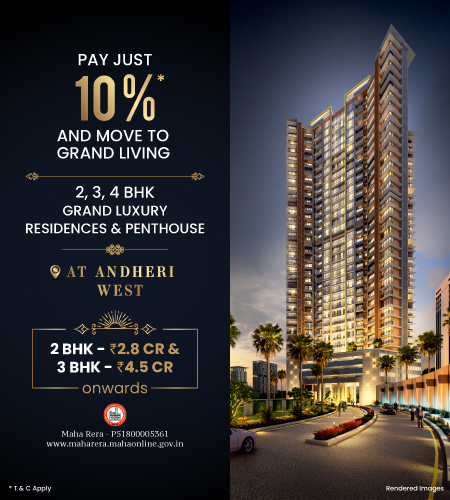 PAY JUST
10%*
AND MOVE TO
GRAND LIVING
2, 3, 4 BHK
GRAND LUXURY
RESIDENCES & PENTHOUSE
AT ANDHERI
WEST
2 BHK - ₹2.8 CR &
3 BHK - ₹4.5 CR
onwards
Maha Rera - P51800005361
www.maharera.mahaonline.gov.in
* T & C Apply
Rendered Images